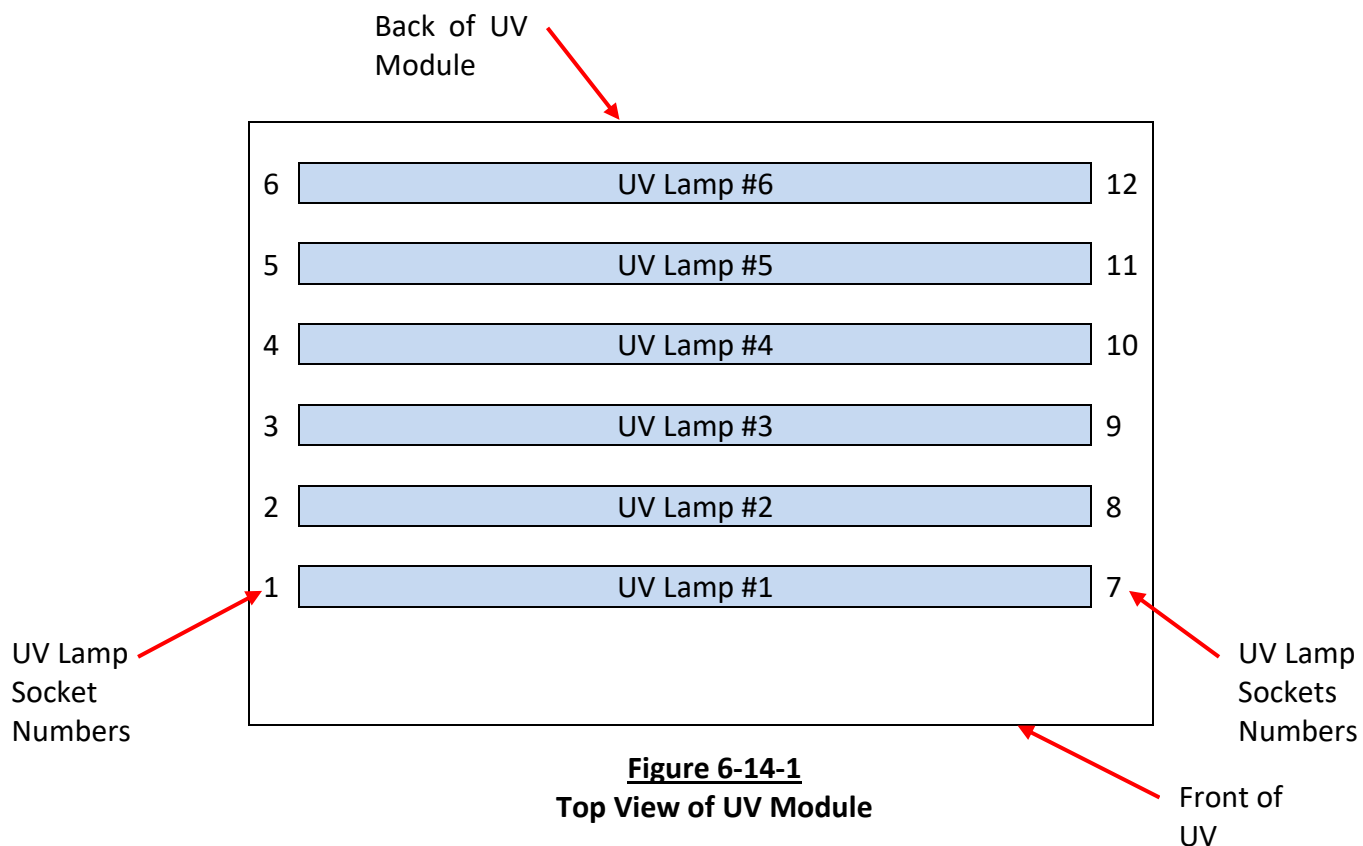 Back of UV
Module
6 UV Lamp #6 12
5 UV Lamp #5 11
4 UV Lamp #4 10
3 UV Lamp #3 9
2 UV Lamp #2 8
1 UV Lamp #1 7
UV Lamp
Socket
Numbers
UV Lamp
Sockets
Numbers
Figure 6-14-1
Top View of UV Module
Front of
UV